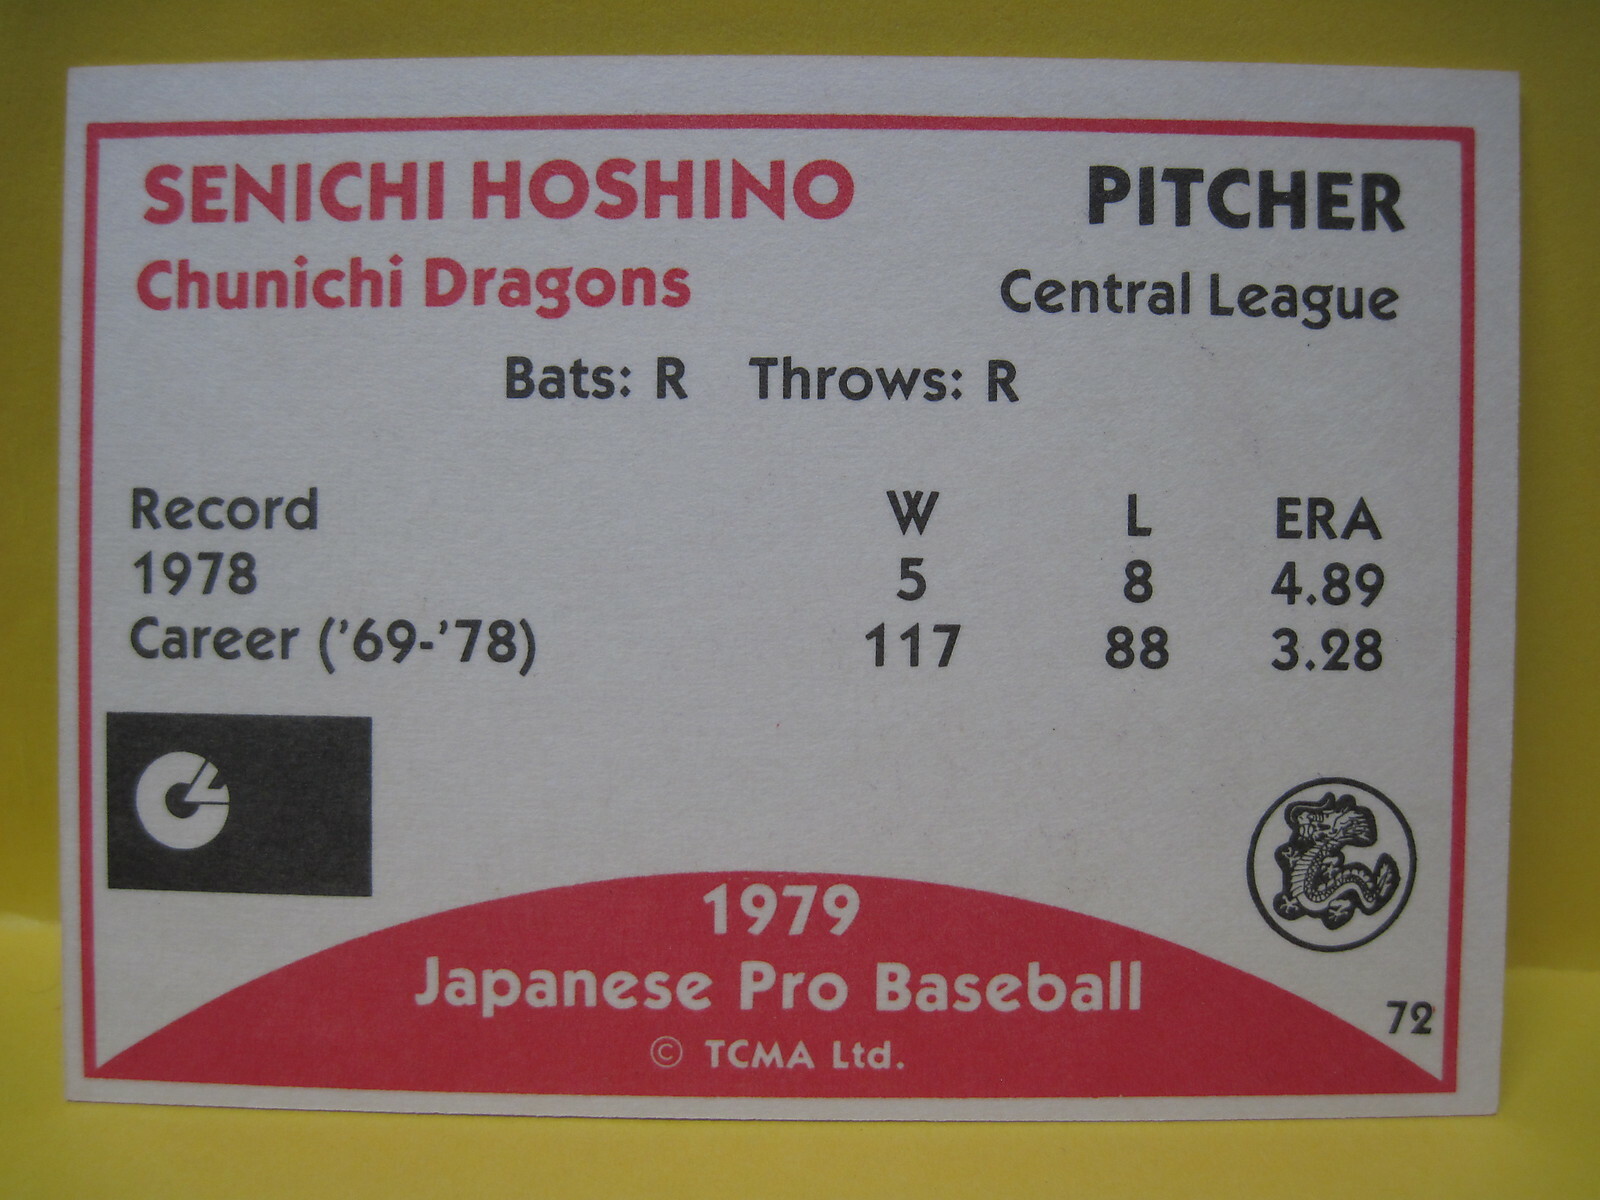 SENICHI HOSHINO PITCHER
Chunichi Dragons Central League
Bats: R Throws: R
Record W L ERA
1978 5 8 4.89
Career ('69-'78) 117 88 3.28
1979
Japanese Pro Baseball
72
© TCMA Ltd.